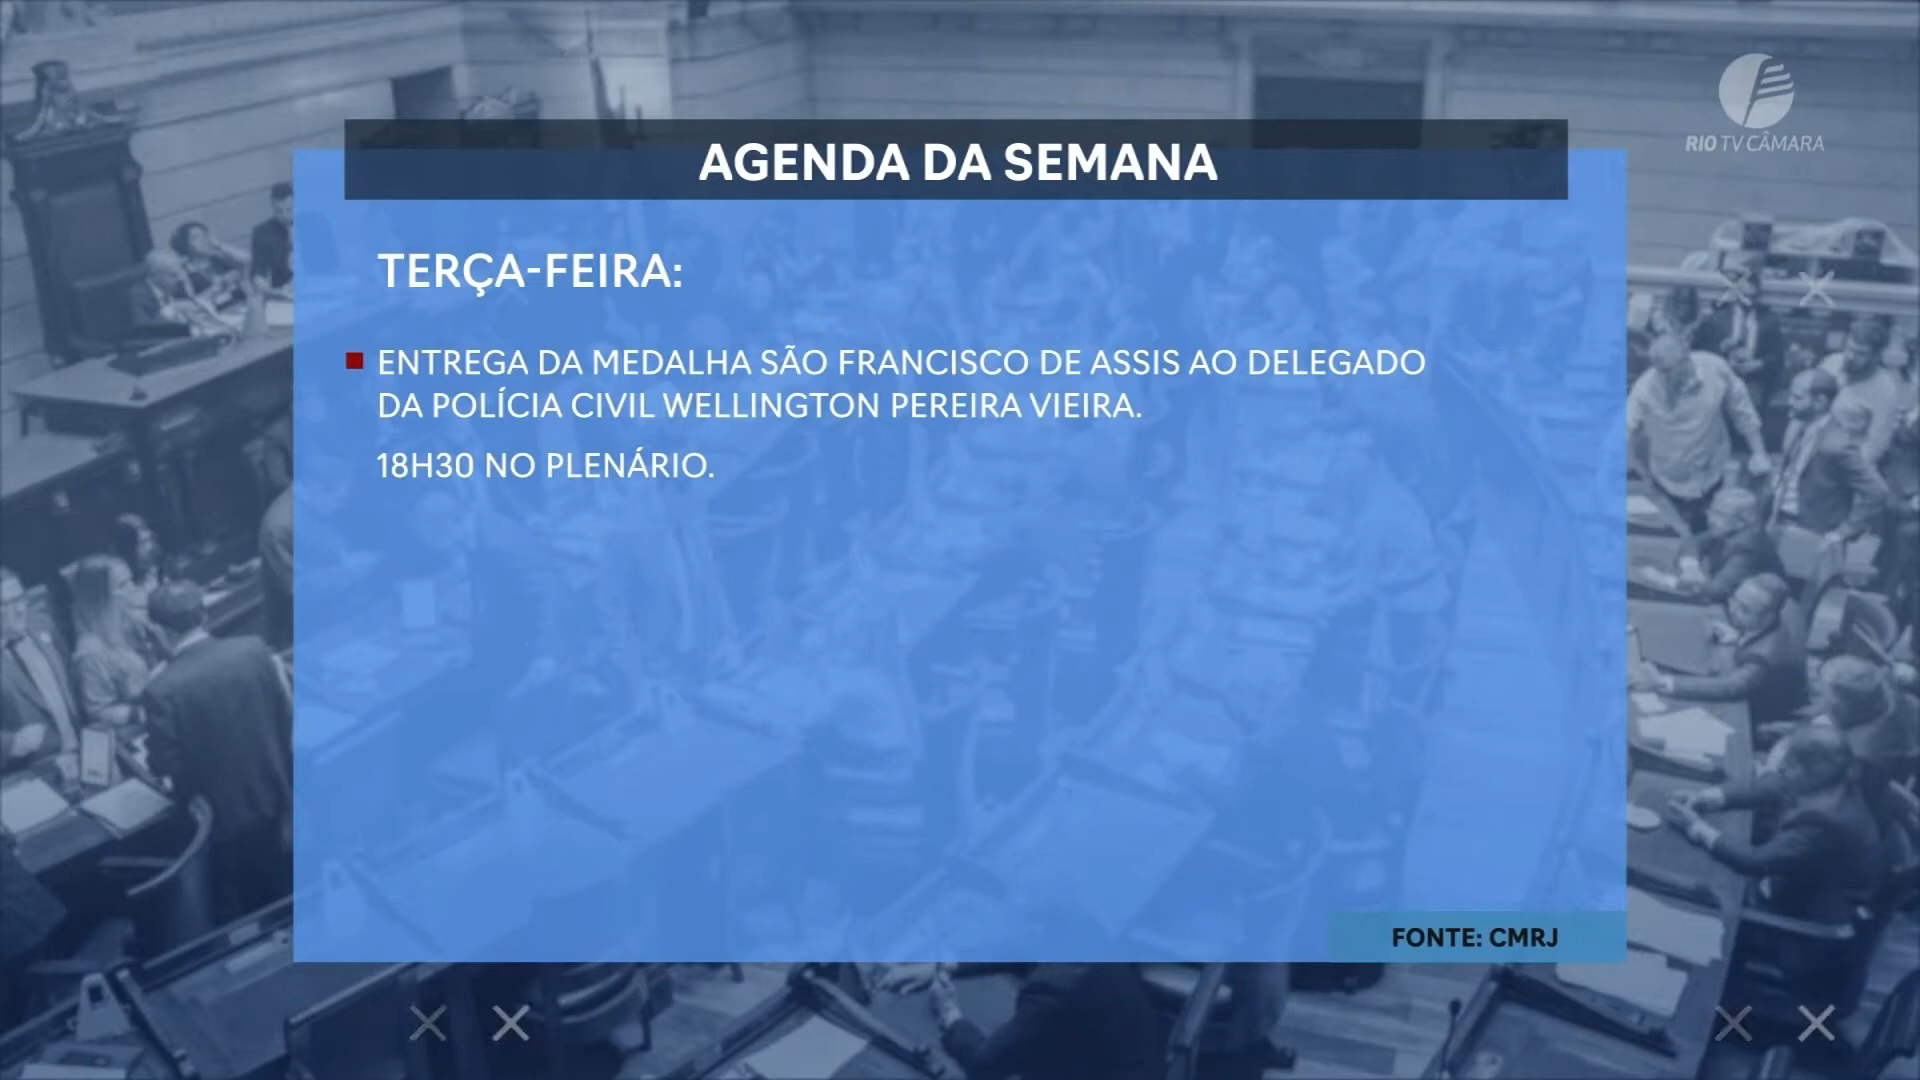 RIO TV CÂMARA
AGENDA DA SEMANA
TERÇA-FEIRA:
ENTREGA DA MEDALHA SÃO FRANCISCO DE ASSIS AO DELEGADO
DA POLÍCIA CIVIL WELLINGTON PEREIRA VIEIRA.
18H30 NO PLENÁRIO.
FONTE: CMRJ